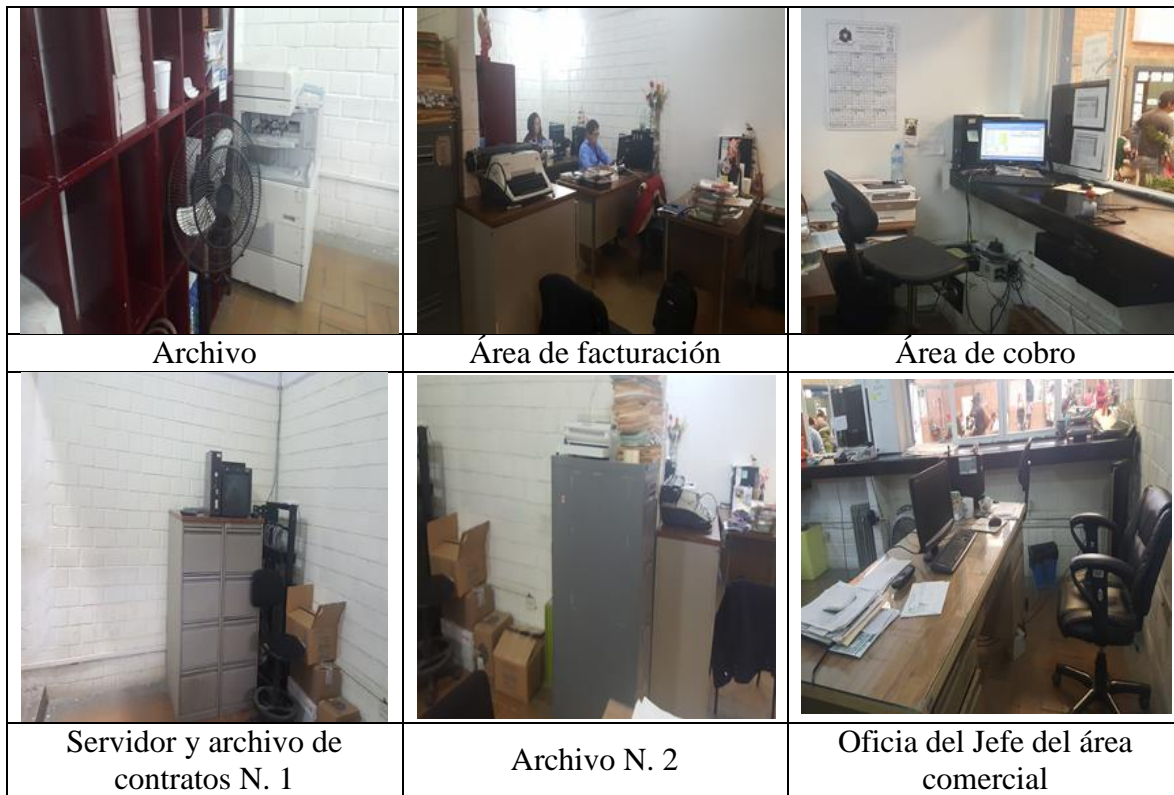 Archivo
Área de facturación
Área de cobro
Servidor y archivo de
contratos N. 1
Archivo N. 2
Oficia del Jefe del área
comercial